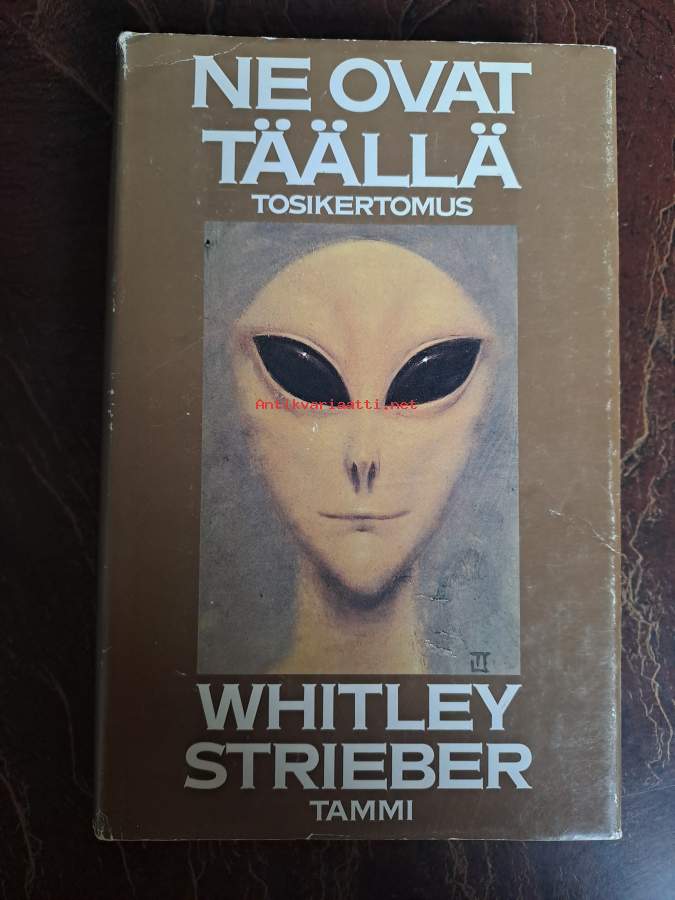 NE OVAT
TÄÄLLÄ
TOSIKERTOMUS
Antikvariaatti.net
WHITLEY
STRIEBER
TAMMI